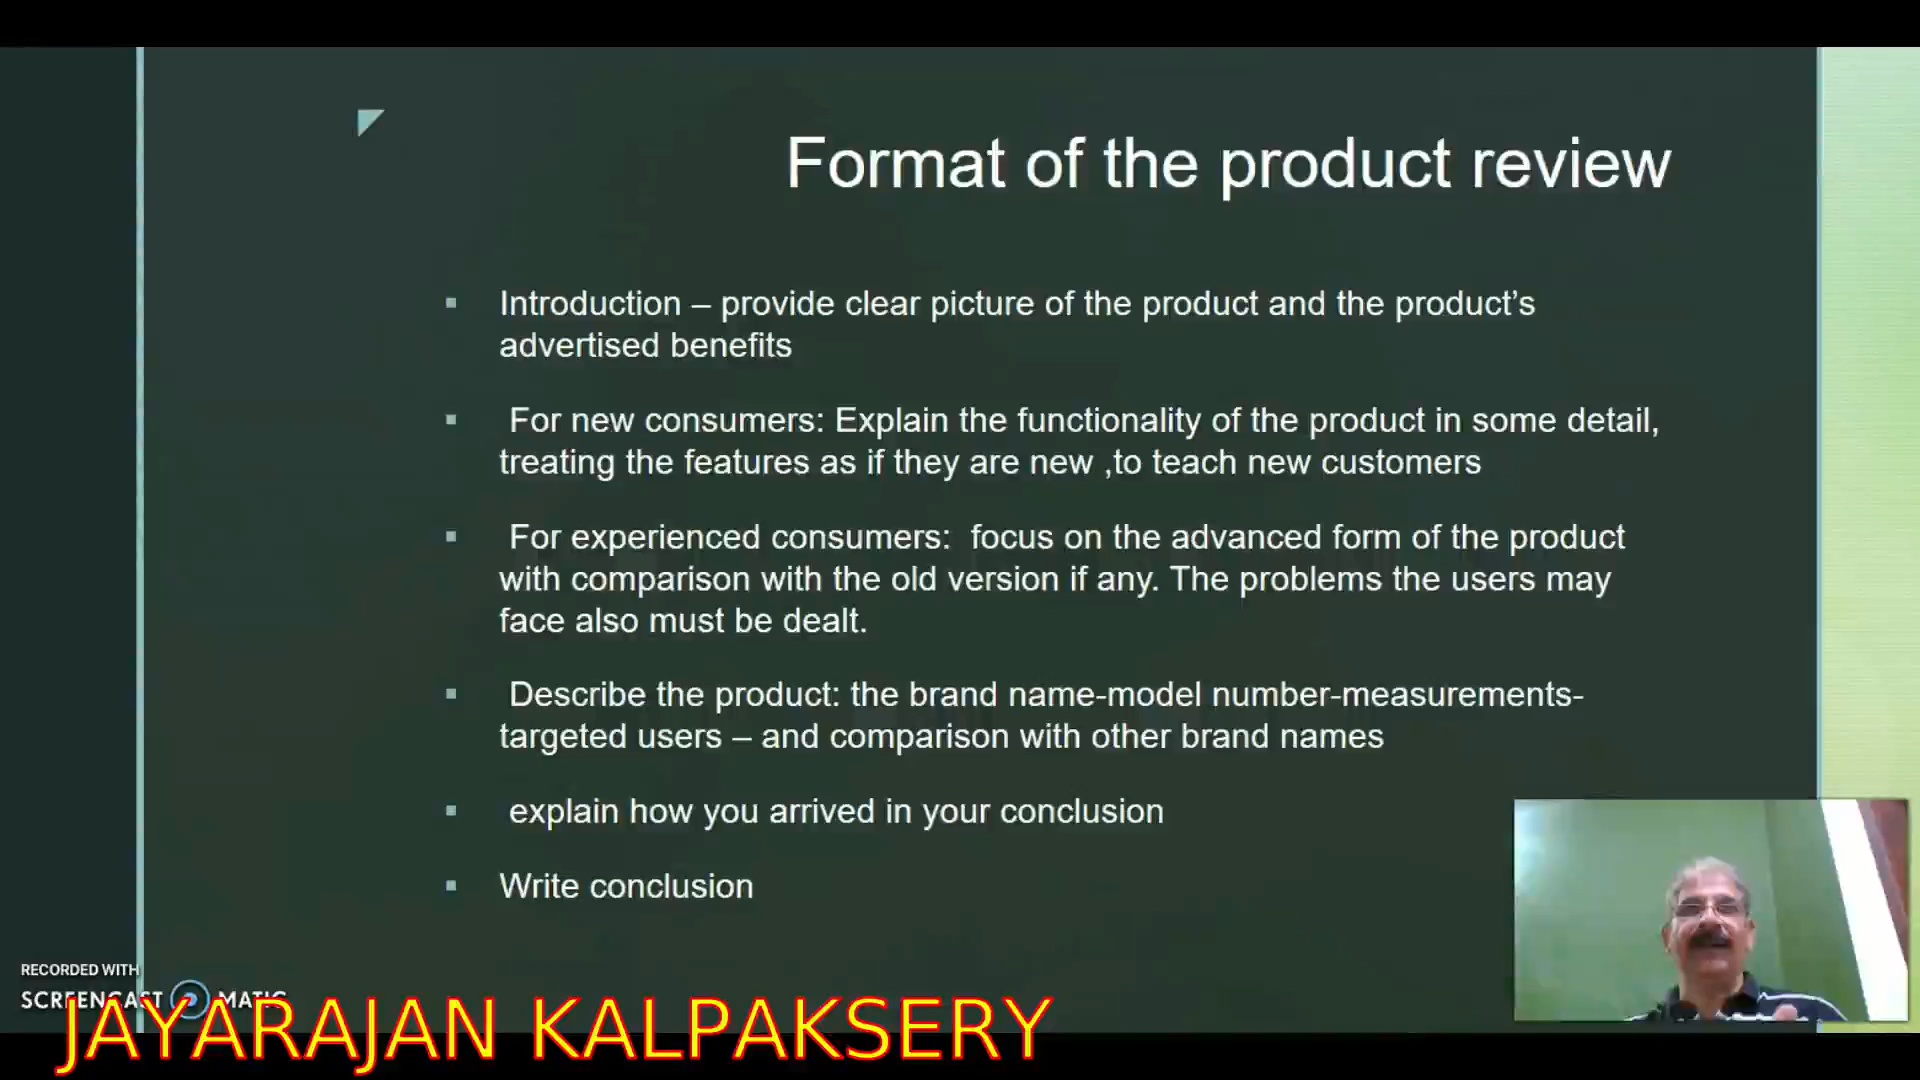 Format of the product review
Introduction – provide clear picture of the product and the product’s
advertised benefits
For new consumers: Explain the functionality of the product in some detail,
treating the features as if they are new ,to teach new customers
For experienced consumers:  focus on the advanced form of the product
with comparison with the old version if any. The problems the users may
face also must be dealt.
Describe the product: the brand name-model number-measurements-
targeted users – and comparison with other brand names
explain how you arrived in your conclusion
Write conclusion
RECORDED WITH
SCREENCAST MATIC
JAYARAJAN KALPAKSERY